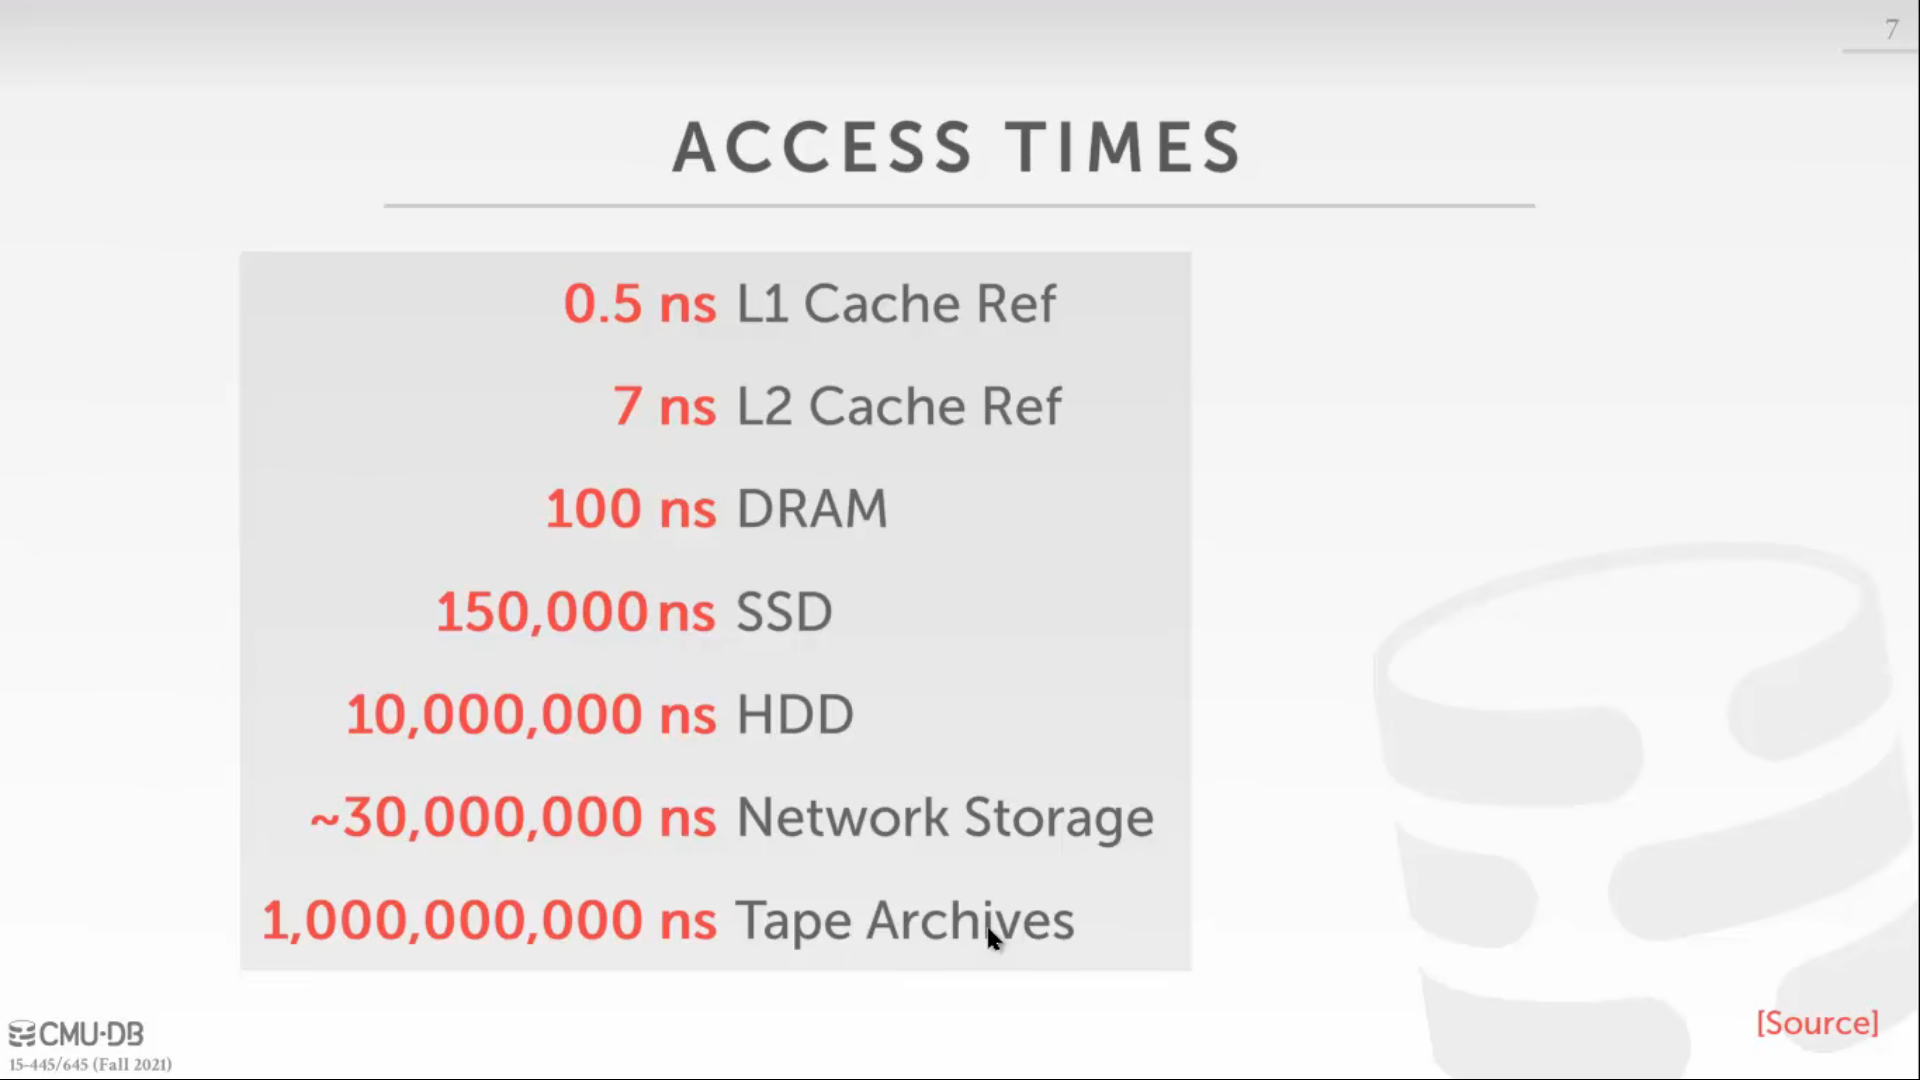 7
ACCESS TIMES
0.5 ns L1 Cache Ref
7 ns L2 Cache Ref
100 ns DRAM
150,000 ns SSD
10,000,000 ns HDD
~30,000,000 ns Network Storage
1,000,000,000 ns Tape Archives
CMU·DB
15-445/645 (Fall 2021)
[Source]